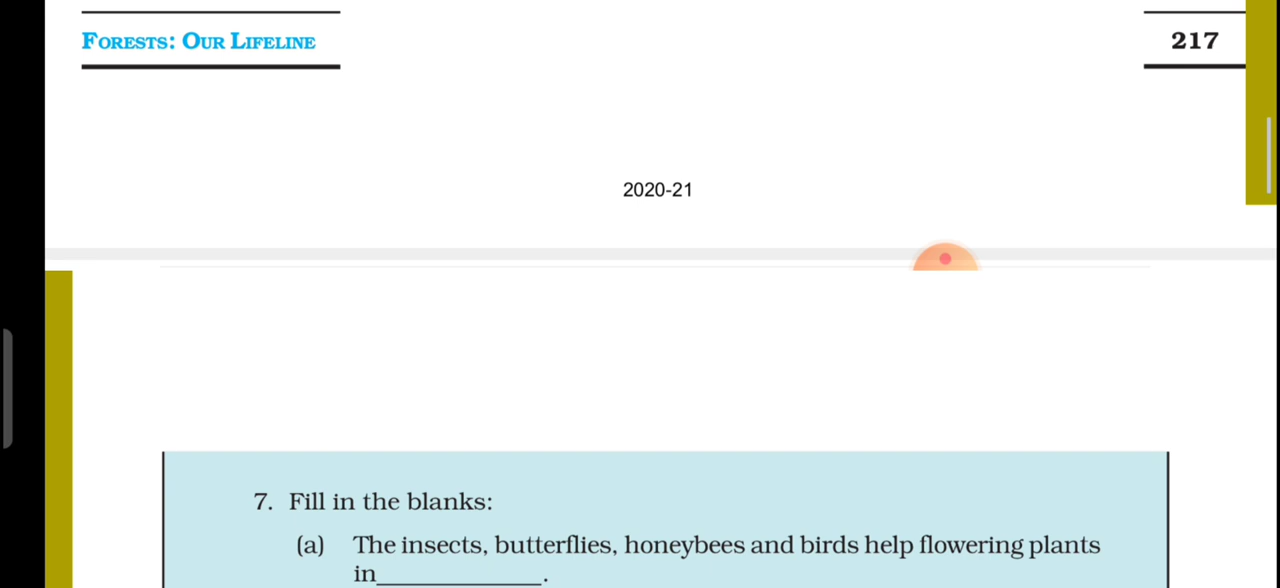 FORESTS: OUR LIFELINE
217
2020-21
7. Fill in the blanks:
(a) The insects, butterflies, honeybees and birds help flowering plants
in____________.